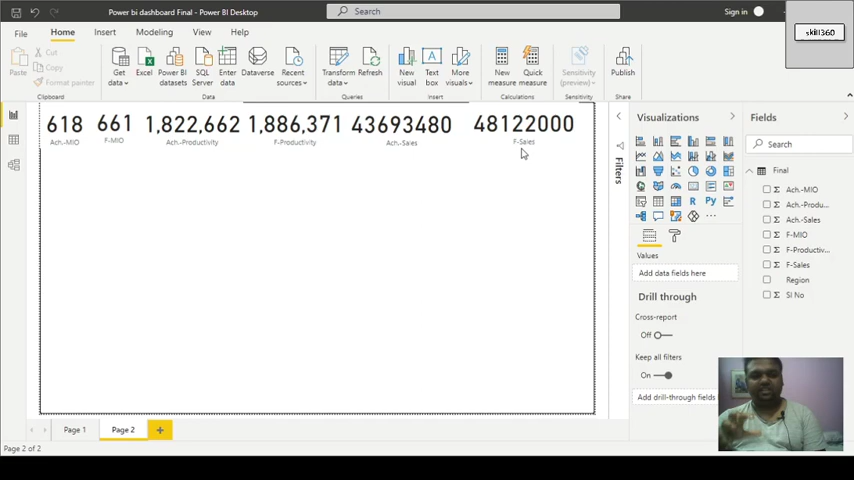 Power bi dashboard Final - Power BI Desktop
Search
Sign in
skill360
File
Home
Insert
Modeling
View
Help
Paste
Cut
Copy
Format painter
Clipboard
Get data
Excel
Power BI datasets
SQL Server
Enter data
Dataverse
Recent sources
Data
Transform data
Refresh
Queries
New visual
Text box
More visuals
Insert
New measure
Quick measure
Calculations
Sensitivity (preview)
Sensitivity
Publish
Share
618
Ach.-MIO
661
F-MIO
1,822,662
Ach.-Productivity
1,886,371
F-Productivity
43693480
Ach.-Sales
48122000
F-Sales
Filters
Visualizations
R
Py
Values
Add data fields here
Drill through
Cross-report
Off
Keep all filters
On
Add drill-through fields
Fields
Search
Final
Ach.-MIO
Ach.-Produ...
Ach.-Sales
F-MIO
F-Productiv...
F-Sales
Region
Sl No
Page 1
Page 2
Page 2 of 2